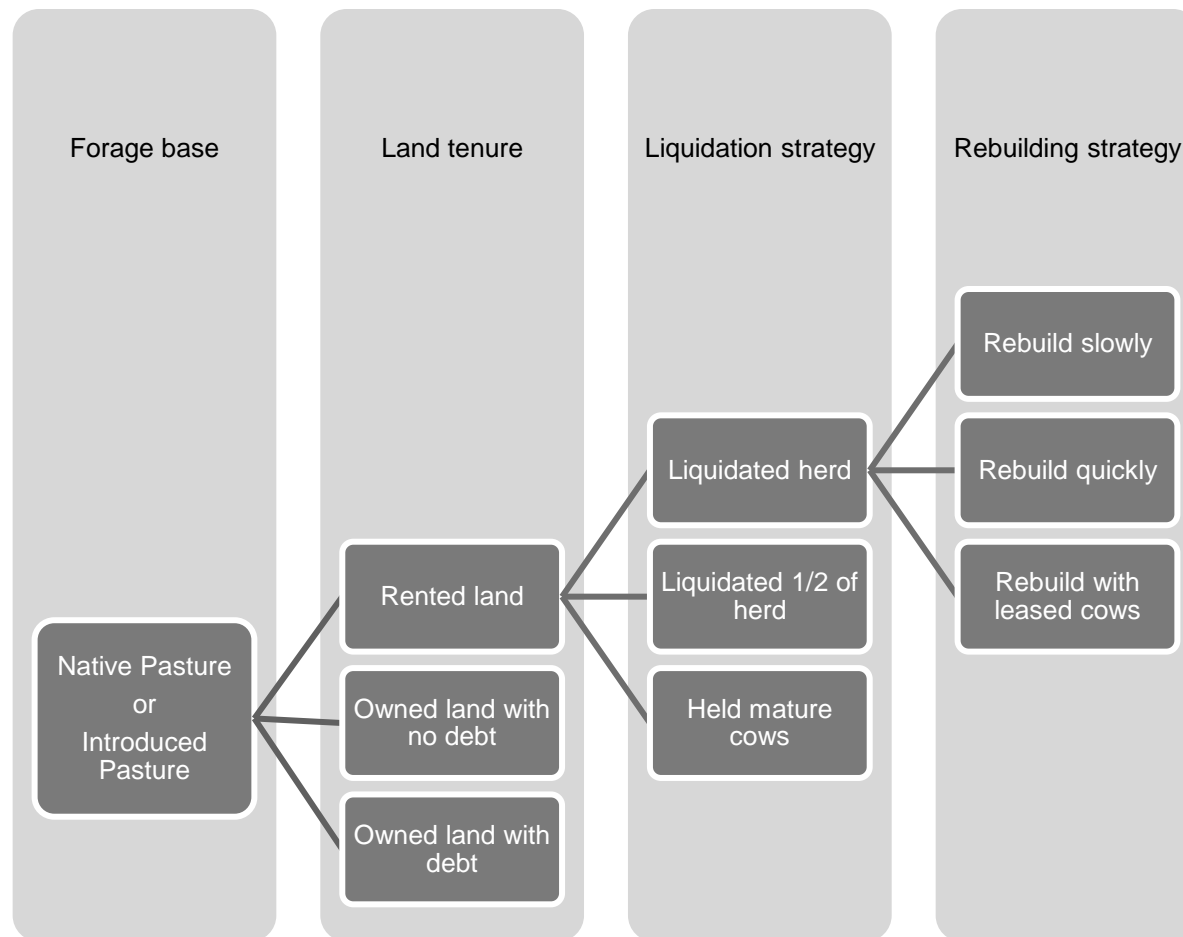 Forage base
Land tenure
Liquidation strategy
Rebuilding strategy
Native Pasture
or
Introduced
Pasture
Rented land
Owned land with
no debt
Owned land with
debt
Liquidated herd
Liquidated 1/2 of
herd
Held mature
cows
Rebuild slowly
Rebuild quickly
Rebuild with
leased cows